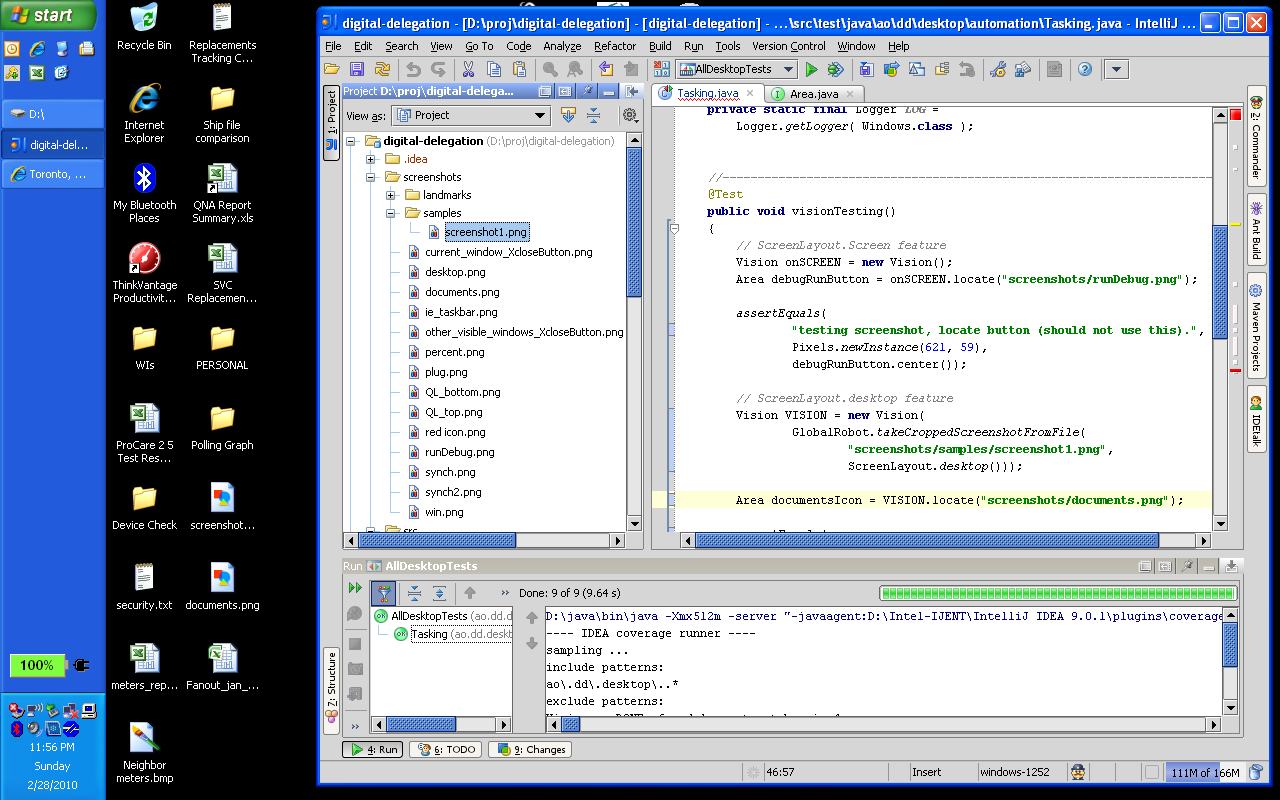 start
D:\
digital-del...
Toronto, ...
100%
11:56 PM
Sunday
2/28/2010
Recycle Bin
Replacements
Tracking C...
Internet
Explorer
Ship file
comparison
My Bluetooth
Places
QNA Report
Summary.xls
ThinkVantage
Productivit...
SVC
Replacemen...
WIs
PERSONAL
ProCare 2 5
Test Res...
Polling Graph
Device Check
screenshot...
security.txt
documents.png
meters_rep...
Fanout_jan_...
Neighbor
meters.bmp
digital-delegation - [D:\proj\digital-delegation] - [digital-delegation] - ...\src\test\java\ao\dd\desktop\automation\Tasking.java - IntelliJ ...
File Edit Search View Go To Code Analyze Refactor Build Run Tools Version Control Window Help
AllDesktopTests
1: Project
Project D:\proj\digital-delega...
View as: Project
digital-delegation (D:\proj\digital-delegation)
.idea
screenshots
landmarks
samples
screenshot1.png
current_window_XcloseButton.png
desktop.png
documents.png
ie_taskbar.png
other_visible_windows_XcloseButton.png
percent.png
plug.png
QL_bottom.png
QL_top.png
red icon.png
runDebug.png
synch.png
synch2.png
win.png
src
Tasking.java
Area.java
private static final Logger LOG =
Logger.getLogger( Windows.class );
//
@Test
public void visionTesting()
{
// ScreenLayout.Screen feature
Vision onSCREEN = new Vision();
Area debugRunButton = onSCREEN.locate("screenshots/runDebug.png");
assertEquals(
"testing screenshot, locate button (should not use this).",
Pixels.newInstance(621, 59),
debugRunButton.center());
// ScreenLayout.desktop feature
Vision VISION = new Vision(
GlobalRobot.takeCroppedScreenshotFromFile(
"screenshots/samples/screenshot1.png",
ScreenLayout.desktop()));
Area documentsIcon = VISION.locate("screenshots/documents.png");
2: Commander
Ant Build
Maven Projects
IDEtalk
Run AllDesktopTests
Done: 9 of 9 (9.64 s)
AllDesktopTests (ao.dd.d
Tasking (ao.dd.deskt
D:\java\bin\java -Xmx512m -server "-javaagent:D:\Intel-IJENT\IntelliJ IDEA 9.0.1\plugins\coverage
---- IDEA coverage runner ----
sampling ...
include patterns:
ao\.dd\.desktop\..*
exclude patterns:
7: Structure
4: Run
6: TODO
9: Changes
46:57
Insert
windows-1252
111M of 166M